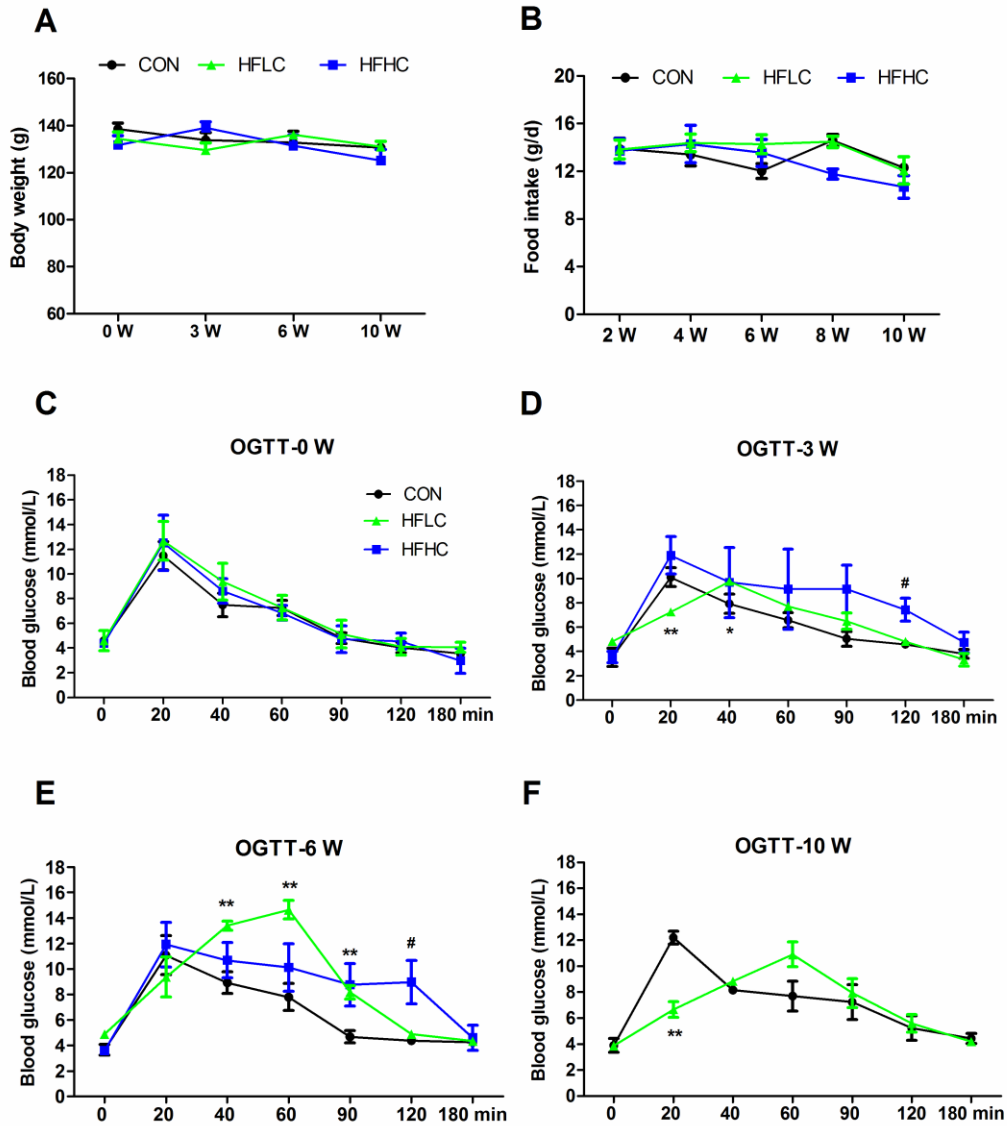 A
CON HFLC HFHC
160
140
120
100
80
60
Body weight (g)
0 W 3 W 6 W 10 W
B
CON HFLC HFHC
20
16
12
8
4
0
Food intake (g/d)
2 W 4 W 6 W 8 W 10 W
C
OGTT-0 W
CON
HFLC
HFHC
18
16
14
12
10
8
6
4
2
0
Blood glucose (mmol/L)
0 20 40 60 90 120 180 min
D
OGTT-3 W
18
16
14
12
10
8
6
4
2
0
Blood glucose (mmol/L)
** * #
0 20 40 60 90 120 180 min
E
OGTT-6 W
18
16
14
12
10
8
6
4
2
0
Blood glucose (mmol/L)
** ** ** #
0 20 40 60 90 120 180 min
F
OGTT-10 W
18
16
14
12
10
8
6
4
2
0
Blood glucose (mmol/L)
**
0 20 40 60 90 120 180 min